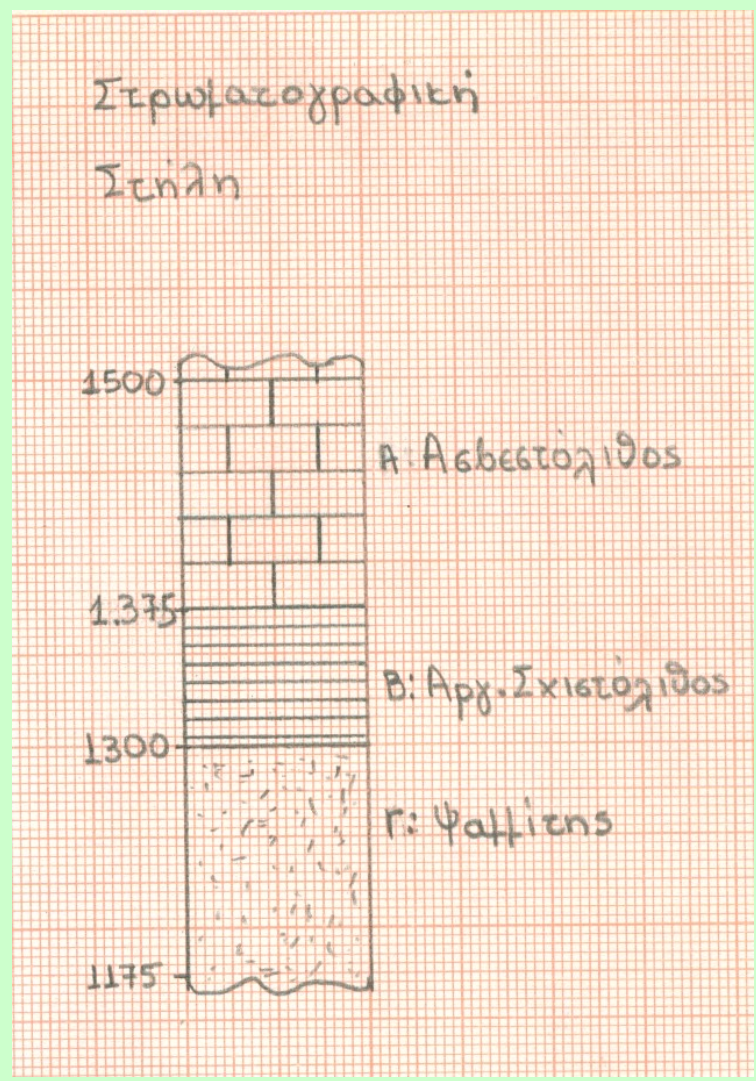 Στρωματογραφική
Στήλη
1500
Α: Ασβεστόλιθος
1.375
Β: Αργ. Σχιστόλιθος
1300
Γ: Ψαμμίτης
1175